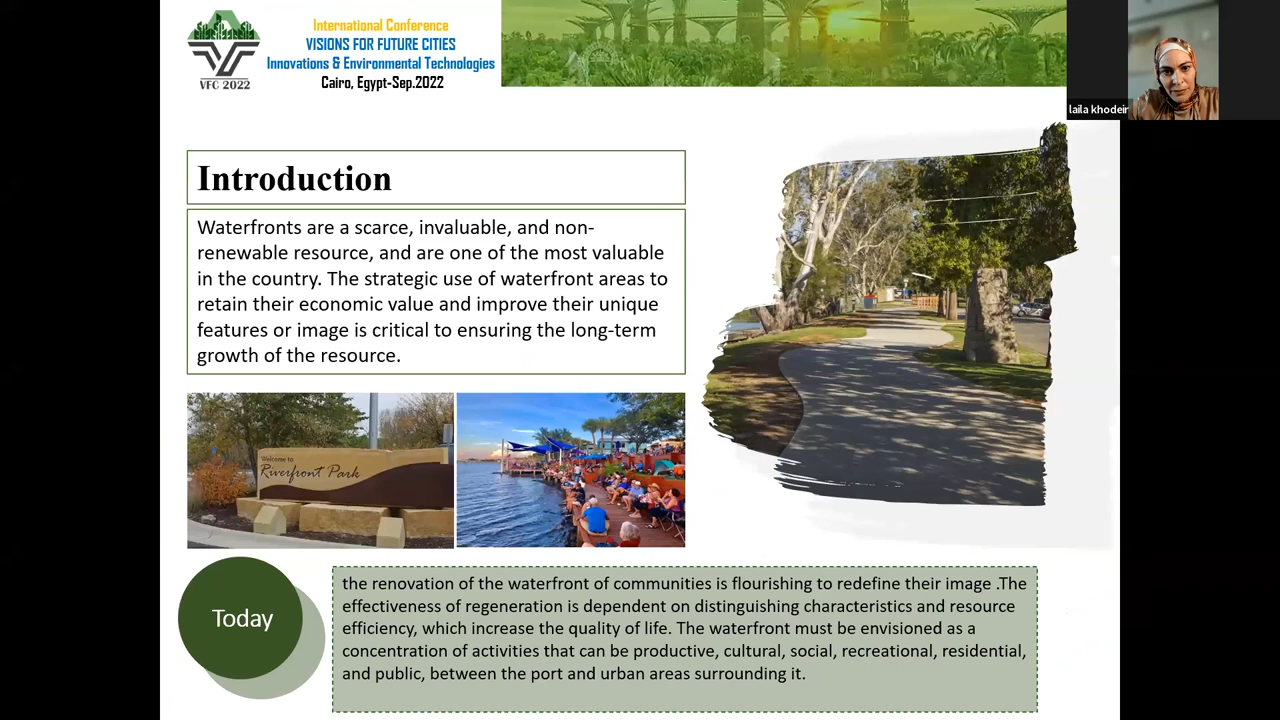 International Conference
VISIONS FOR FUTURE CITIES
Innovations & Environmental Technologies
Cairo, Egypt-Sep.2022
VFC 2022
laila khodeir
Introduction
Waterfronts are a scarce, invaluable, and non-
renewable resource, and are one of the most valuable
in the country. The strategic use of waterfront areas to
retain their economic value and improve their unique
features or image is critical to ensuring the long-term
growth of the resource.
Welcome to
Riverfront Park
Today
the renovation of the waterfront of communities is flourishing to redefine their image .The
effectiveness of regeneration is dependent on distinguishing characteristics and resource
efficiency, which increase the quality of life. The waterfront must be envisioned as a
concentration of activities that can be productive, cultural, social, recreational, residential,
and public, between the port and urban areas surrounding it.